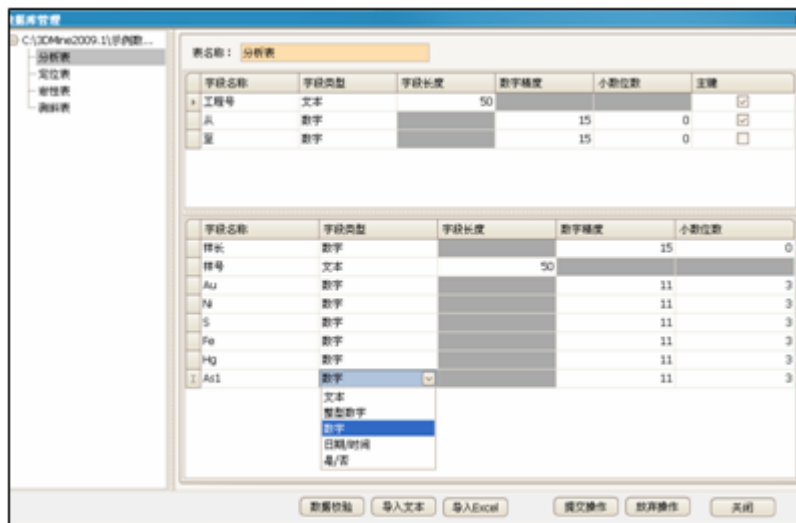 据库管理
C:\3DMine2009.1\示例数...
分析表
定位表
岩性表
测斜表
表名称： 分析表
字段名称 字段类型 字段长度 数字精度 小数位数 主键
工程号 文本 50
从 数字 15 0
至 数字 15 0
字段名称 字段类型 字段长度 数字精度 小数位数
样长 数字 15 0
样号 文本 50
Au 数字 11 3
Ni 数字 11 3
S 数字 11 3
Fe 数字 11 3
Hg 数字 11 3
As1 数字 11 3
文本
整型数字
数字
日期/时间
是/否
数据校验 导入文本 导入Excel 提交操作 放弃操作 关闭